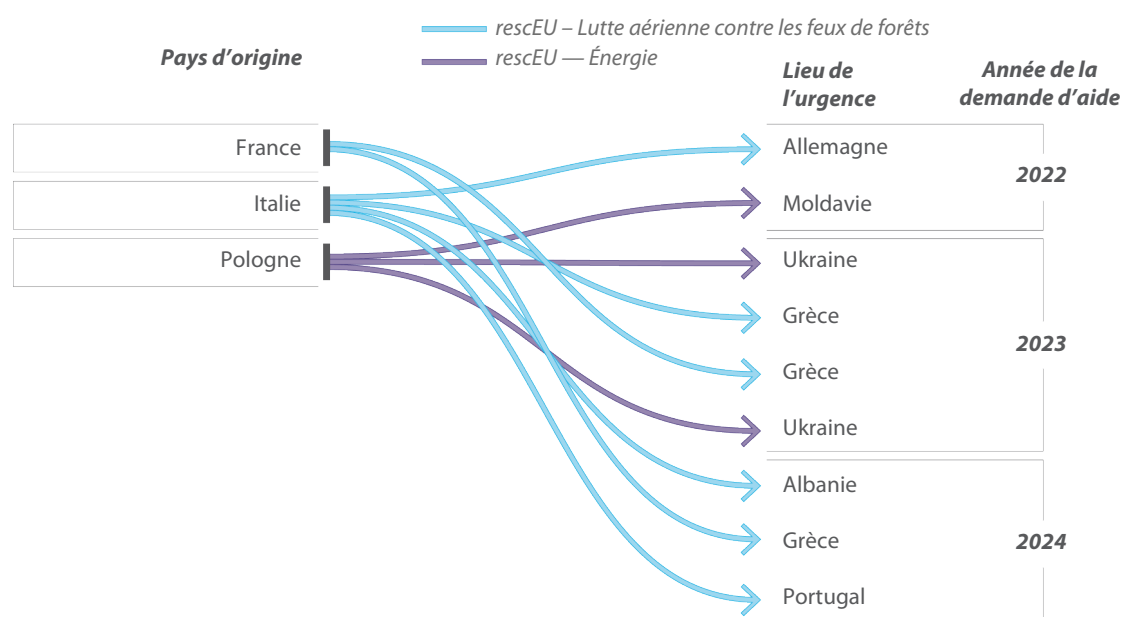 rescEU – Lutte aérienne contre les feux de forêts
rescEU — Énergie
Pays d’origine
Lieu de
l’urgence
Année de la
demande d’aide
France
Italie
Pologne
Allemagne
Moldavie
2022
Ukraine
Grèce
Grèce
Ukraine
2023
Albanie
Grèce
Portugal
2024